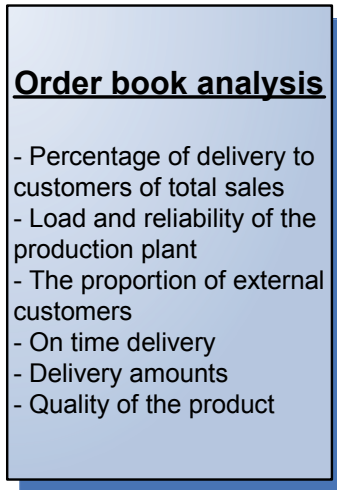 Order book analysis
- Percentage of delivery to
customers of total sales
- Load and reliability of the
production plant
- The proportion of external
customers
- On time delivery
- Delivery amounts
- Quality of the product